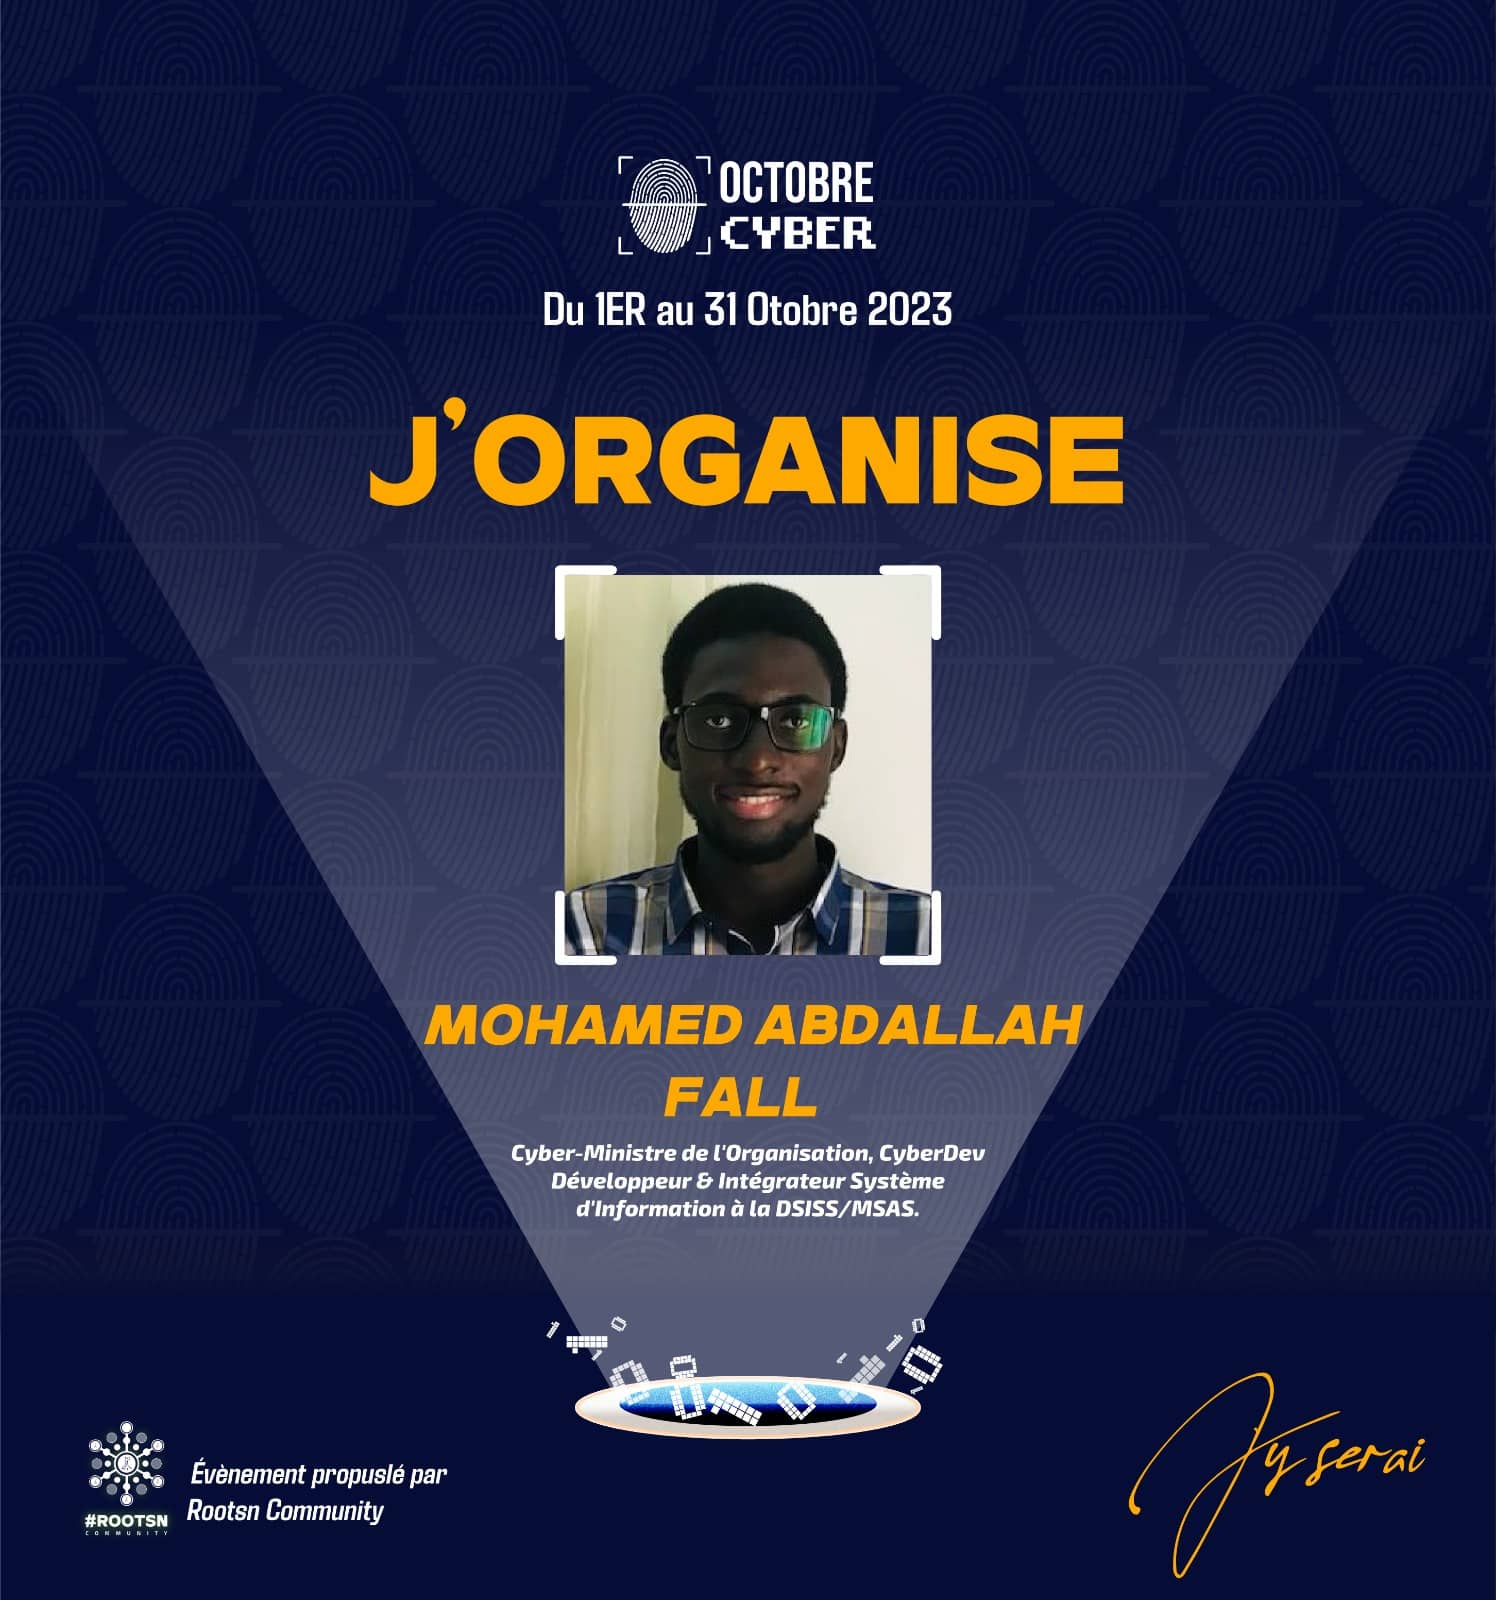 OCTOBRE
CYBER
Du 1ER au 31 Otobre 2023
J'ORGANISE
MOHAMED ABDALLAH
FALL
Cyber-Ministre de l'Organisation, CyberDev
Développeur & Intégrateur Système
d'Information à la DSISS/MSAS.
Évènement propuslé par
Rootsn Community
#ROOTSN
COMMUNITY
J'y serai